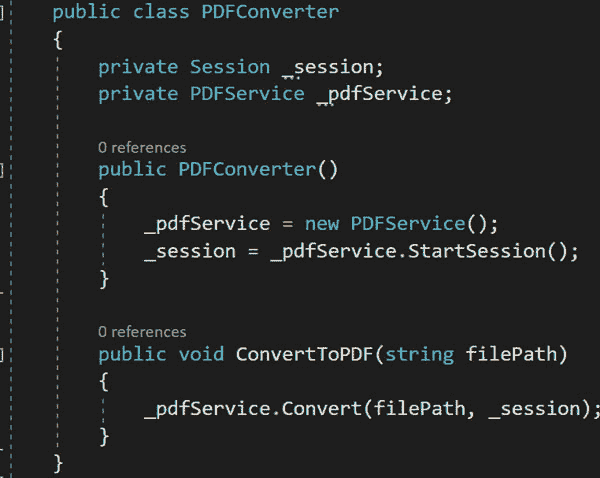 public class PDFConverter
{
private Session _session;
private PDFService _pdfService;
0 references
public PDFConverter()
{
_pdfService = new PDFService();
_session = _pdfService.StartSession();
}
0 references
public void ConvertToPDF(string filePath)
{
_pdfService.Convert(filePath, _session);
}
}